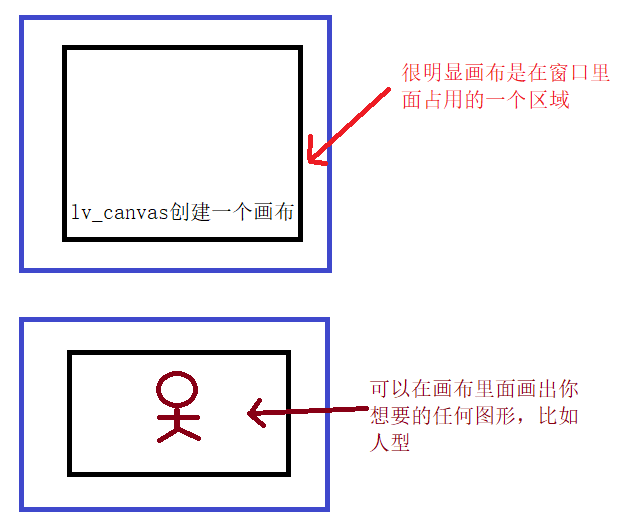 很明显画布是在窗口里
面占用的一个区域
lv_canvas创建一个画布
可以在画布里面画出你
想要的任何图形，比如
人型